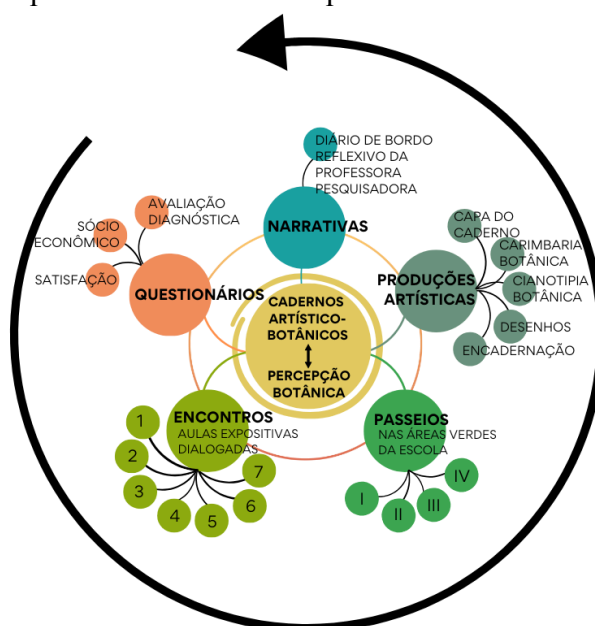 DIÁRIO DE BORDO
REFLEXIVO DA
PROFESSORA
PESQUISADORA
NARRATIVAS
AVALIAÇÃO
DIAGNÓSTICA
SÓCIO
ECONÔMICO
SATISFAÇÃO
QUESTIONÁRIOS
CAPA DO
CADERNO
CARIMBARIA
BOTÂNICA
CIANOTIPIA
BOTÂNICA
DESENHOS
ENCADERNAÇÃO
PRODUÇÕES
ARTÍSTICAS
CADERNOS
ARTÍSTICO-
BOTÂNICOS
PERCEPÇÃO
BOTÂNICA
ENCONTROS
AULAS EXPOSITIVAS
DIALOGADAS
1
2
3
4
5
6
7
PASSEIOS
NAS ÁREAS VERDES
DA ESCOLA
I
II
III
IV